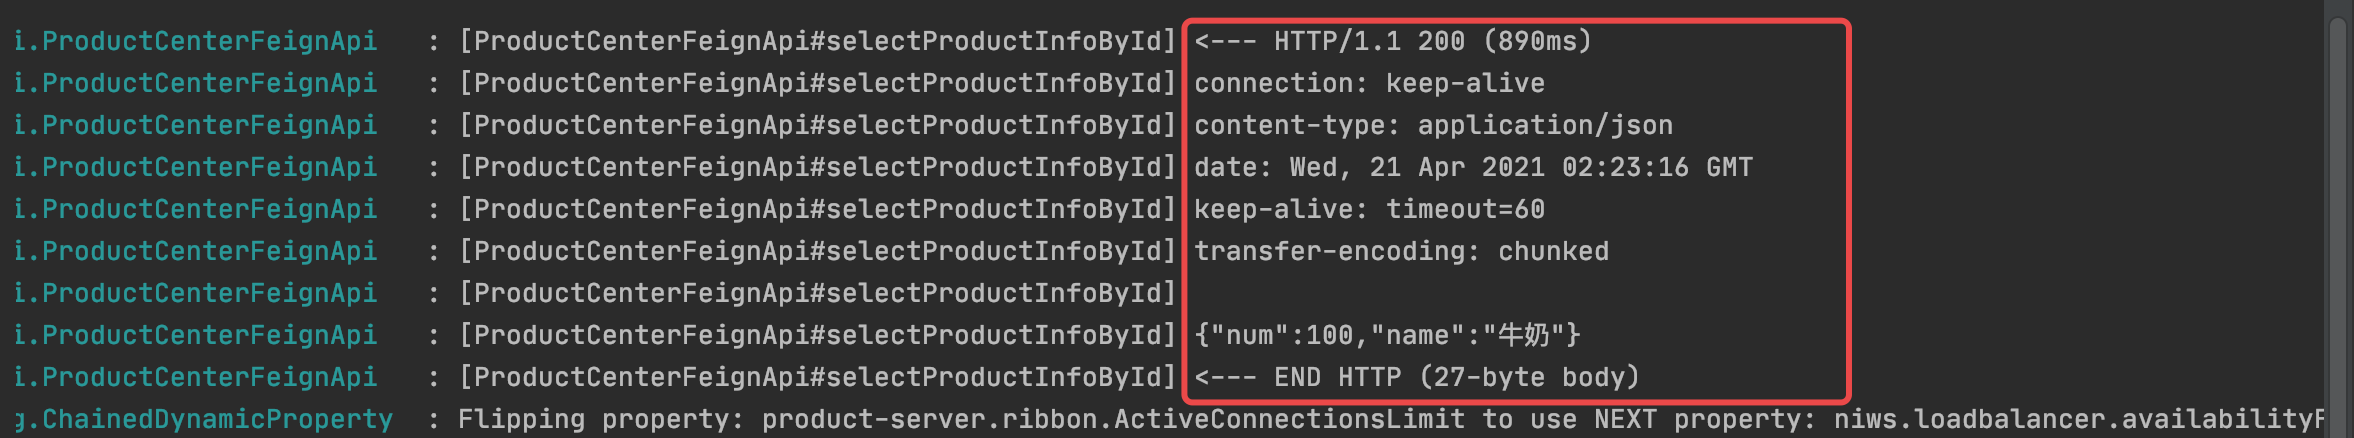 i.ProductCenterFeignApi : [ProductCenterFeignApi#selectProductInfoById] <--- HTTP/1.1 200 (890ms)
i.ProductCenterFeignApi : [ProductCenterFeignApi#selectProductInfoById] connection: keep-alive
i.ProductCenterFeignApi : [ProductCenterFeignApi#selectProductInfoById] content-type: application/json
i.ProductCenterFeignApi : [ProductCenterFeignApi#selectProductInfoById] date: Wed, 21 Apr 2021 02:23:16 GMT
i.ProductCenterFeignApi : [ProductCenterFeignApi#selectProductInfoById] keep-alive: timeout=60
i.ProductCenterFeignApi : [ProductCenterFeignApi#selectProductInfoById] transfer-encoding: chunked
i.ProductCenterFeignApi : [ProductCenterFeignApi#selectProductInfoById]
i.ProductCenterFeignApi : [ProductCenterFeignApi#selectProductInfoById] {"num":100,"name":"牛奶"}
i.ProductCenterFeignApi : [ProductCenterFeignApi#selectProductInfoById] <--- END HTTP (27-byte body)
g.ChainedDynamicProperty : Flipping property: product-server.ribbon.ActiveConnectionsLimit to use NEXT property: niws.loadbalancer.availabilityF